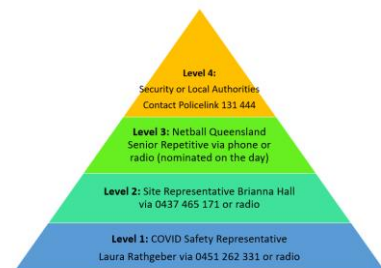 Level 4:
Security or Local Authorities
Contact Policelink 131 444
Level 3: Netball Queensland
Senior Repetitive via phone or
radio (nominated on the day)
Level 2: Site Representative Brianna Hall
via 0437 465 171 or radio
Level 1: COVID Safety Representative
Laura Rathgeber via 0451 262 331 or radio